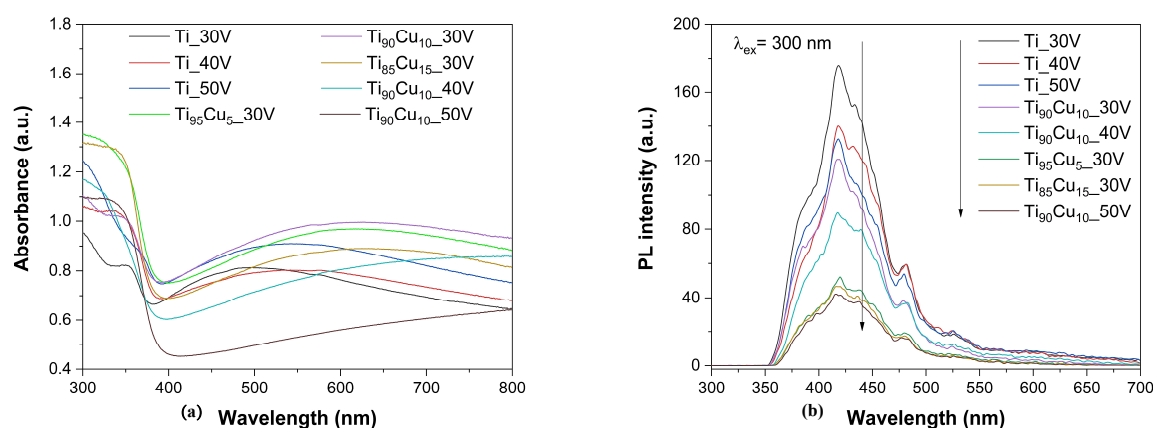 1.8
1.6
1.4
1.2
1.0
0.8
0.6
0.4
Absorbance (a.u.)
Ti_30V
Ti_40V
Ti_50V
Ti95Cu5_30V
Ti90Cu10_30V
Ti85Cu15_30V
Ti90Cu10_40V
Ti90Cu10_50V
300 400 500 600 700 800
(a) Wavelength (nm)
200
160
120
80
40
0
PL intensity (a.u.)
λex= 300 nm
Ti_30V
Ti_40V
Ti_50V
Ti90Cu10_30V
Ti90Cu10_40V
Ti95Cu5_30V
Ti85Cu15_30V
Ti90Cu10_50V
300 350 400 450 500 550 600 650 700
(b) Wavelength (nm)